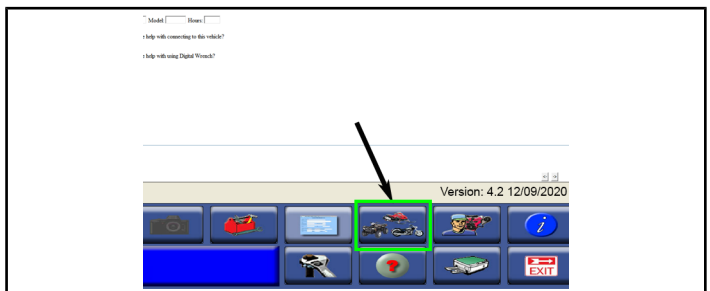 Model: Hours:
help with connecting to this vehicle?
help with using Digital Wrench?
Version: 4.2 12/09/2020
i
?
EXIT